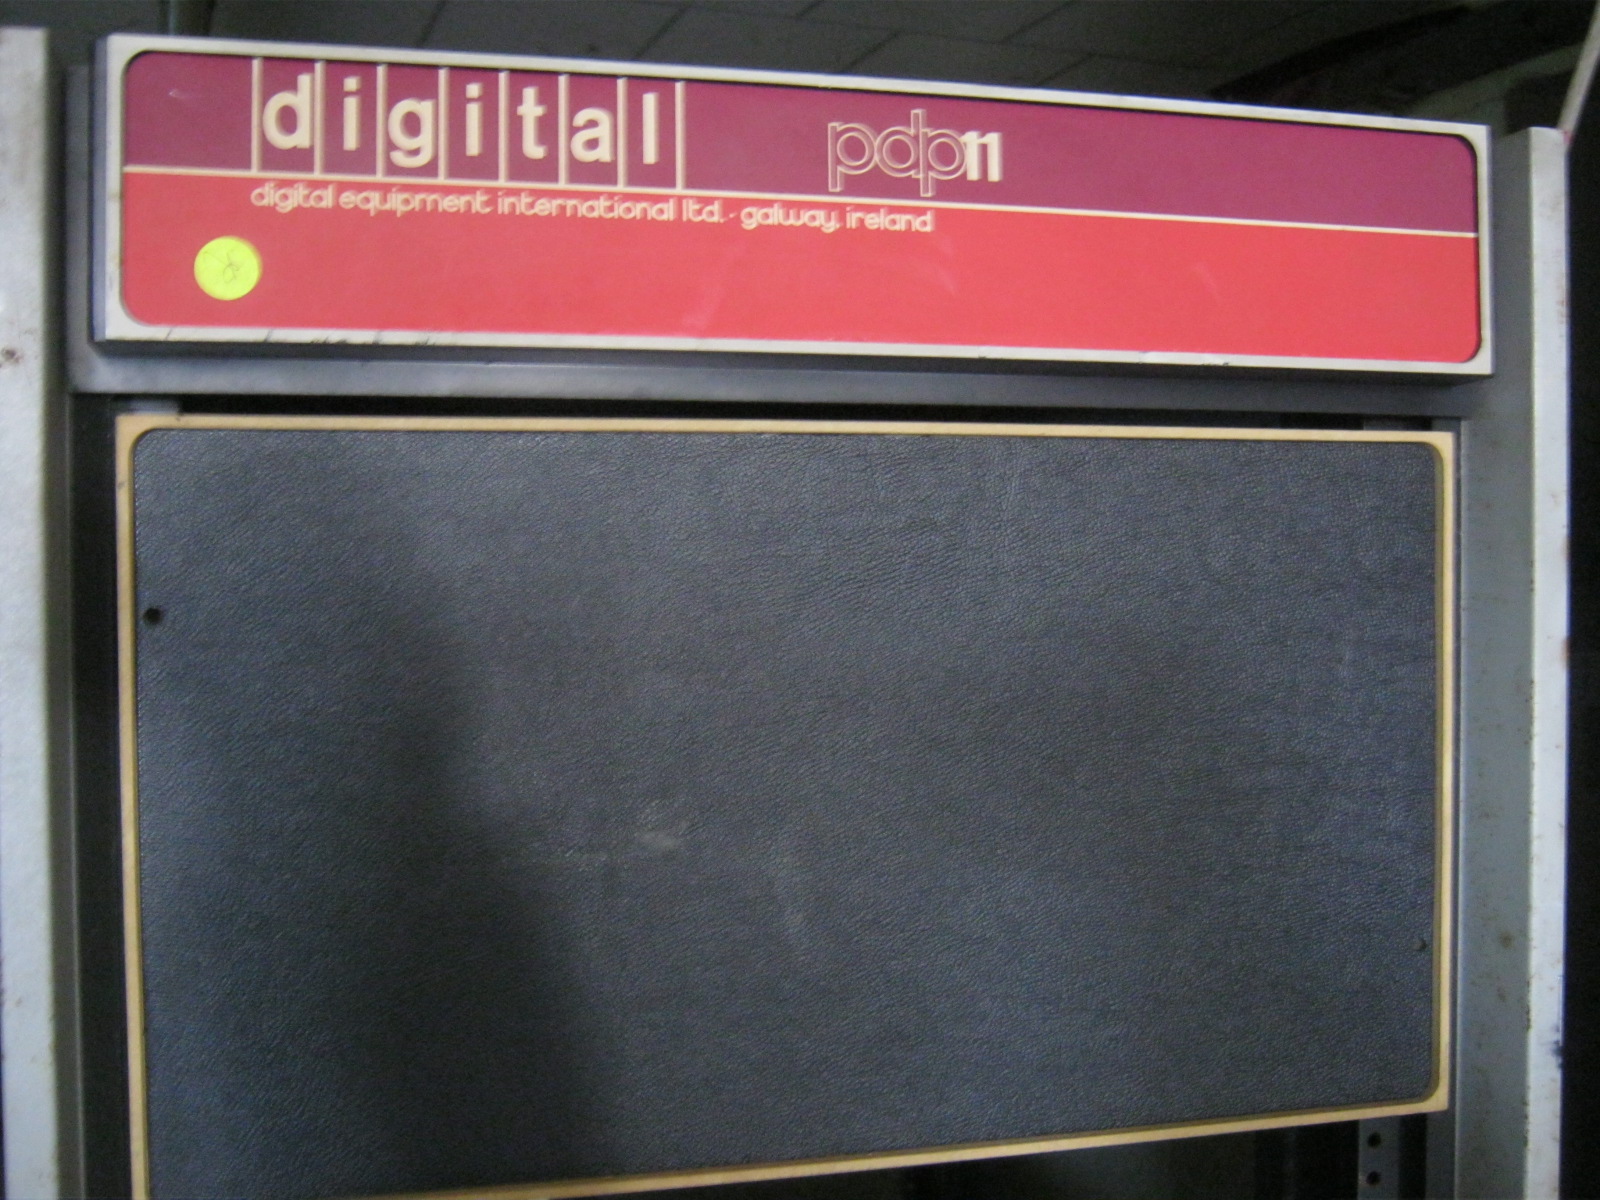 digital pdp11
digital equipment international ltd. - galway, ireland